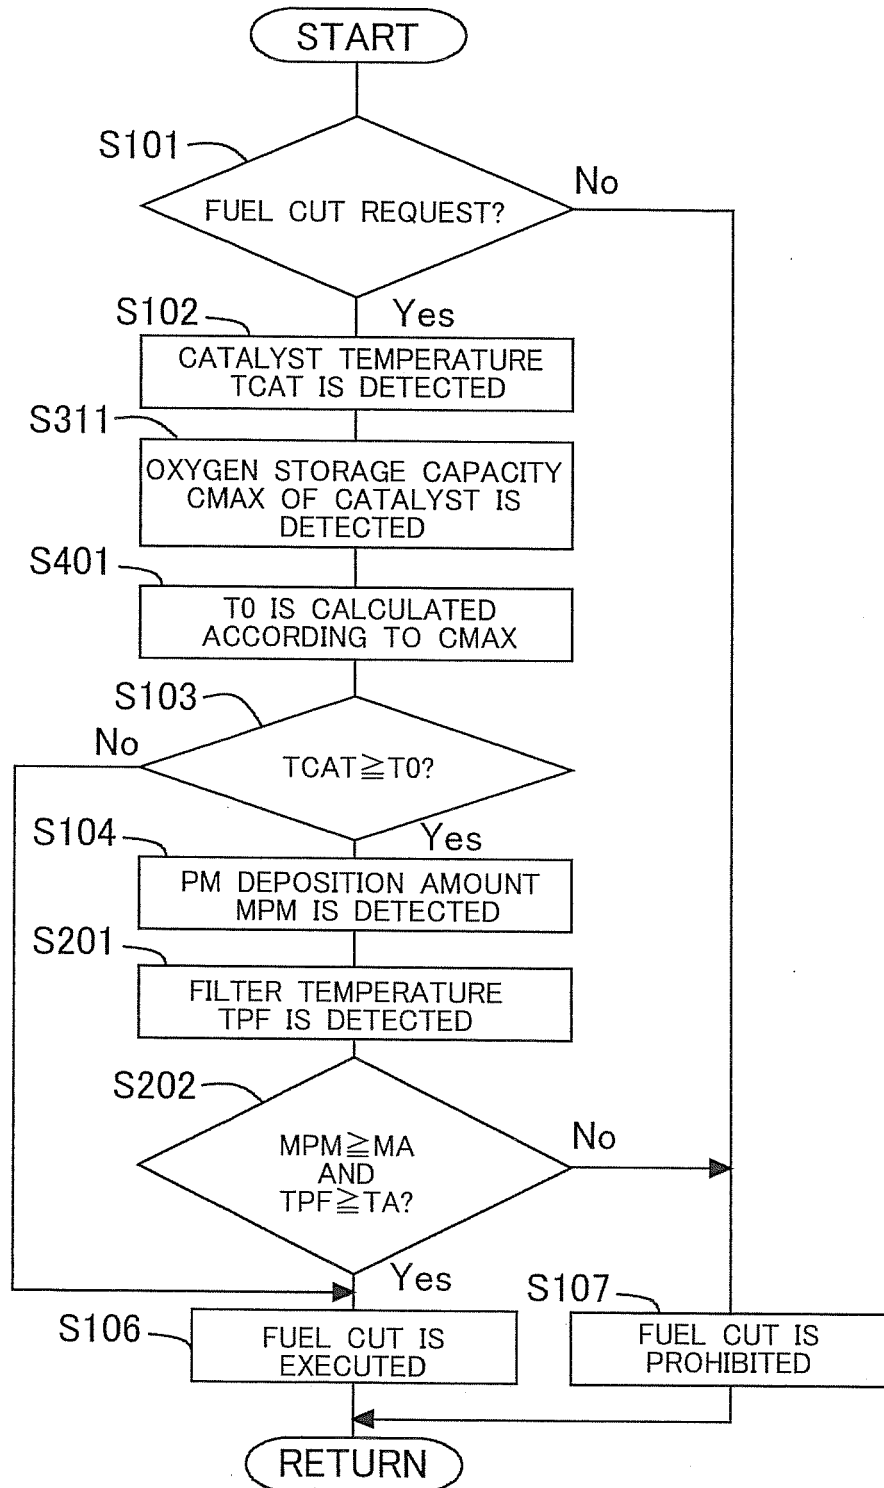 START
S101
FUEL CUT REQUEST?
No
Yes
S102
CATALYST TEMPERATURE
TCAT IS DETECTED
S311
OXYGEN STORAGE CAPACITY
CMAX OF CATALYST IS
DETECTED
S401
T0 IS CALCULATED
ACCORDING TO CMAX
S103
No
TCAT≧T0?
Yes
S104
PM DEPOSITION AMOUNT
MPM IS DETECTED
S201
FILTER TEMPERATURE
TPF IS DETECTED
S202
MPM≧MA
AND
TPF≧TA?
No
Yes
S106
FUEL CUT IS
EXECUTED
S107
FUEL CUT IS
PROHIBITED
RETURN